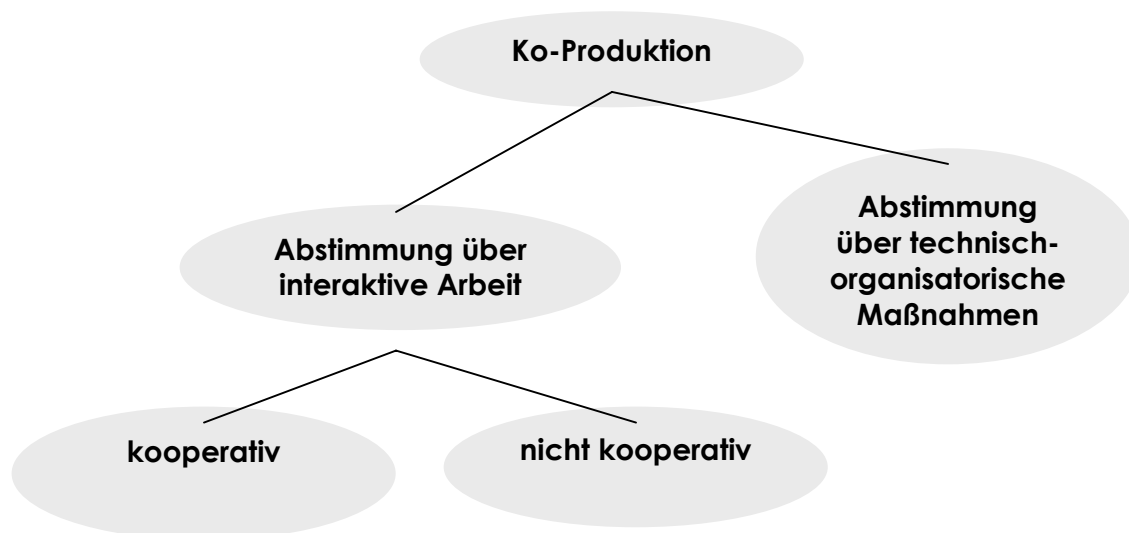 Ko-Produktion
Abstimmung über
interaktive Arbeit
Abstimmung
über technisch-
organisatorische
Maßnahmen
kooperativ
nicht kooperativ